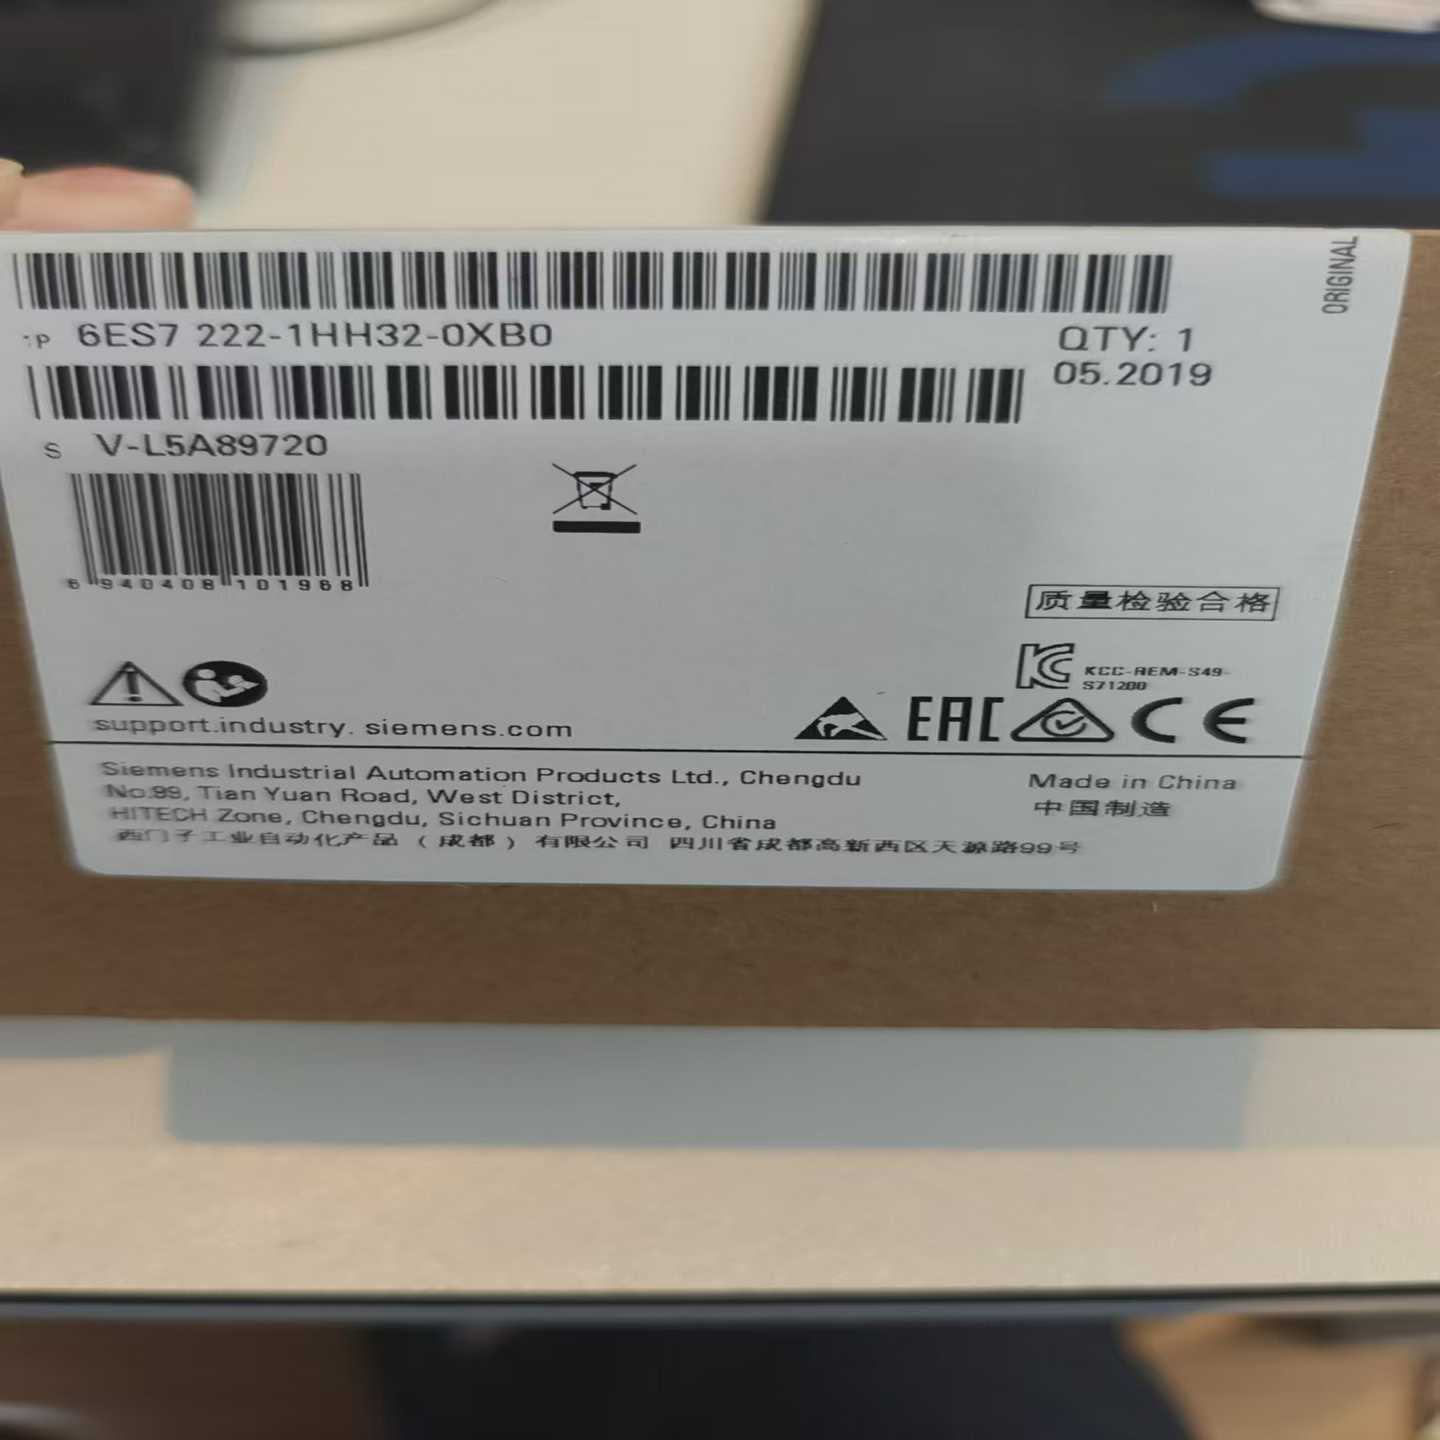 ORIGINAL
1P 6ES7 222-1HH32-0XB0
QTY: 1
05.2019
S V-L5A89720
6 940408 101968
质量检验合格
KCC-REM-S49-
S71200
EAC
CE
support.industry. siemens.com
Siemens Industrial Automation Products Ltd., Chengdu
No.99, Tian Yuan Road, West District,
HITECH Zone, Chengdu, Sichuan Province, China
西门子工业自动化产品（成都）有限公司 四川省成都高新西区天源路99号
Made in China
中国制造